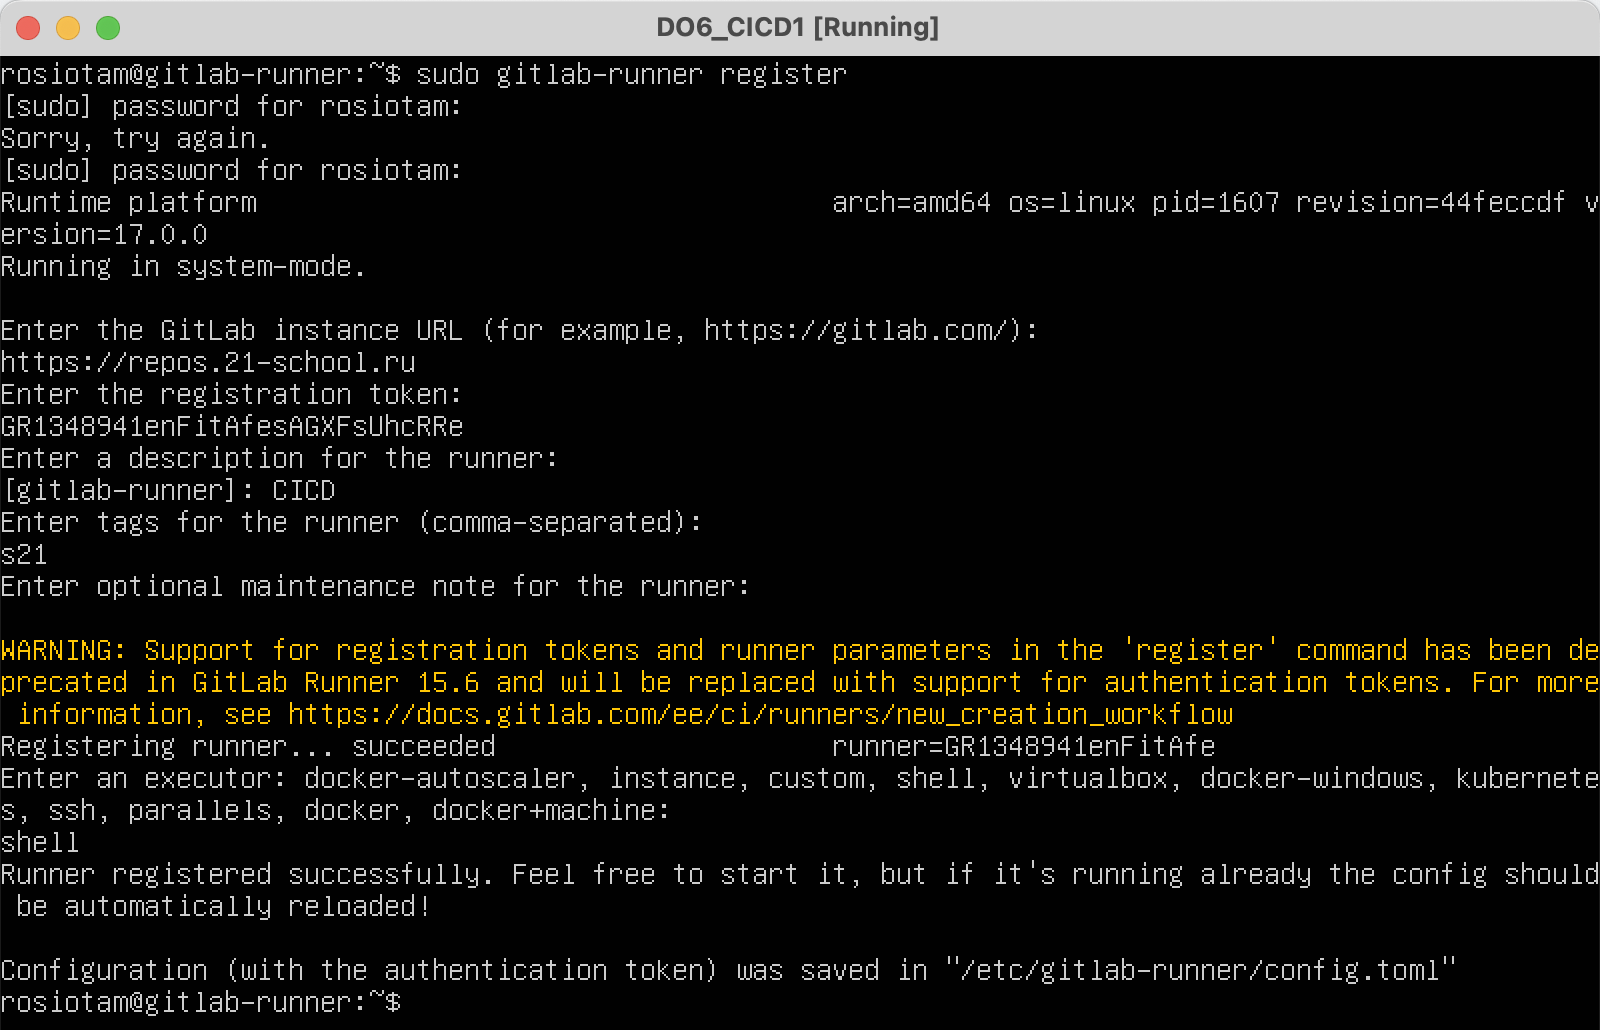 DO6_CICD1 [Running]
rosiotam@gitlab-runner:~$ sudo gitlab-runner register
[sudo] password for rosiotam:
Sorry, try again.
[sudo] password for rosiotam:
Runtime platform                                    arch=amd64 os=linux pid=1607 revision=44feccdf v
ersion=17.0.0
Running in system-mode.

Enter the GitLab instance URL (for example, https://gitlab.com/):
https://repos.21-school.ru
Enter the registration token:
GR1348941enFitAfesAGXFsUhcRRe
Enter a description for the runner:
[gitlab-runner]: CICD
Enter tags for the runner (comma-separated):
s21
Enter optional maintenance note for the runner:

WARNING: Support for registration tokens and runner parameters in the 'register' command has been de
precated in GitLab Runner 15.6 and will be replaced with support for authentication tokens. For more
 information, see https://docs.gitlab.com/ee/ci/runners/new_creation_workflow
Registering runner... succeeded                     runner=GR1348941enFitAfe
Enter an executor: docker-autoscaler, instance, custom, shell, virtualbox, docker-windows, kubernete
s, ssh, parallels, docker, docker+machine:
shell
Runner registered successfully. Feel free to start it, but if it's running already the config should
 be automatically reloaded!

Configuration (with the authentication token) was saved in "/etc/gitlab-runner/config.toml"
rosiotam@gitlab-runner:~$